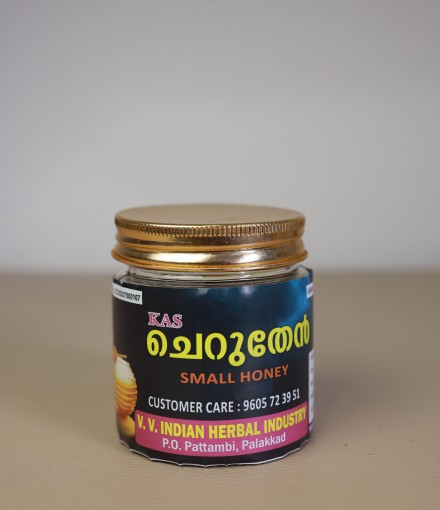 KAS
ചെറുതേൻ
SMALL HONEY
CUSTOMER CARE : 9605 72 39 51
V. V. INDIAN HERBAL INDUSTRY
P.O. Pattambi, Palakkad